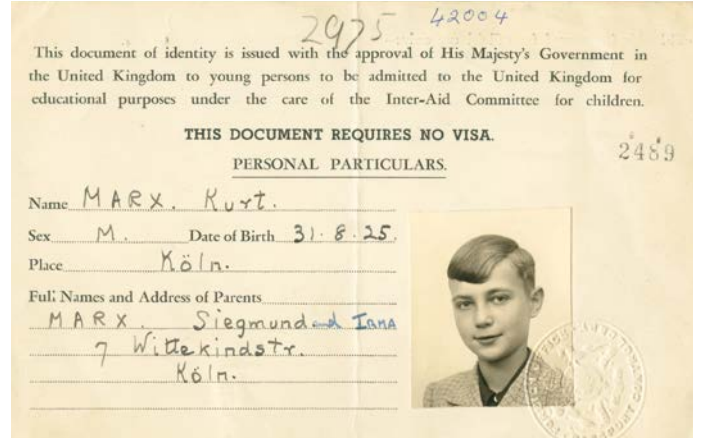 2975 42004
This document of identity is issued with the approval of His Majesty's Government in
the United Kingdom to young persons to be admitted to the United Kingdom for
educational purposes under the care of the Inter-Aid Committee for children.
THIS DOCUMENT REQUIRES NO VISA.
2489
PERSONAL PARTICULARS.
Name MARX. Kurt.
Sex M. Date of Birth 31.8.25.
Place Köln.
Full Names and Address of Parents
MARX Siegmund and IRMA
7 Wittekindstr.
Köln.